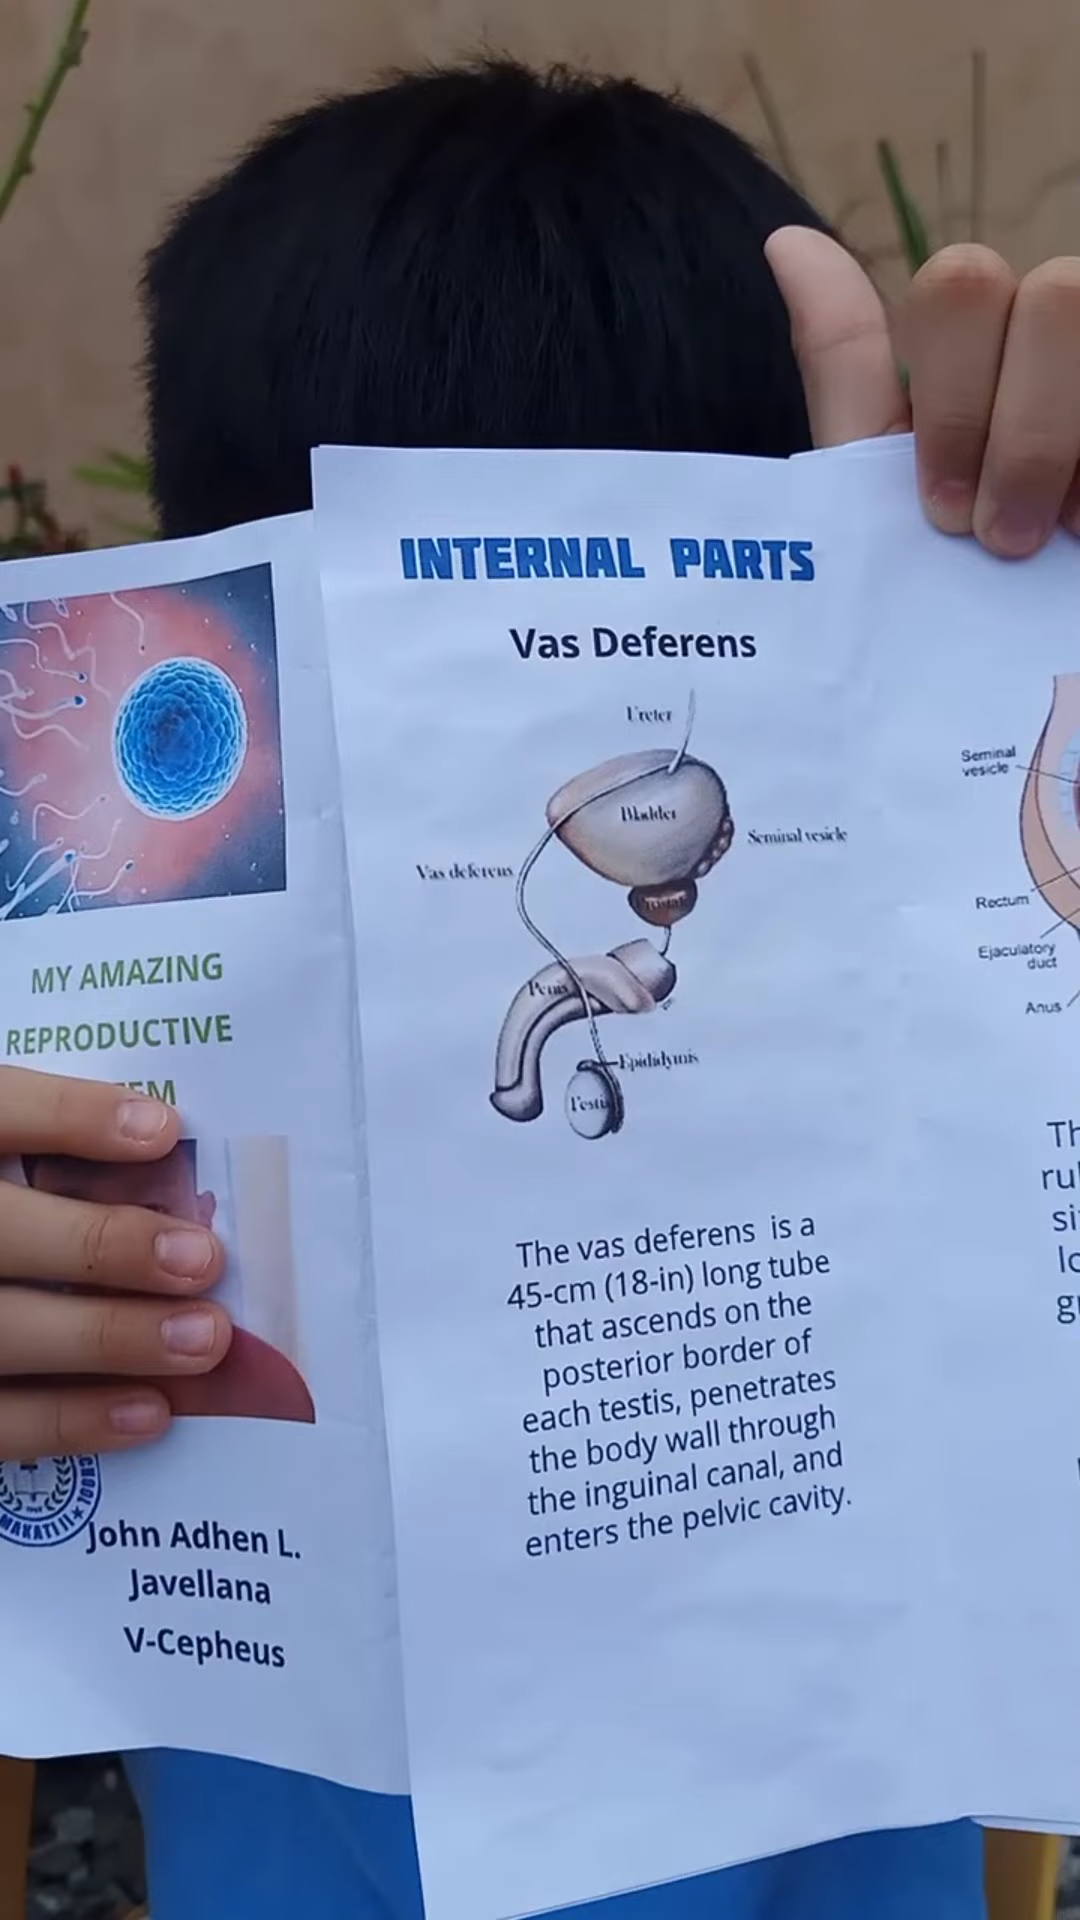 MY AMAZING
REPRODUCTIVE
MAKATI II
John Adhen L.
Javellana
V-Cepheus
INTERNAL PARTS
Vas Deferens
Ureter
Bladder
Seminal vesicle
Vas deferens
Prostate
Penis
Epididymis
Testis
The vas deferens is a
45-cm (18-in) long tube
that ascends on the
posterior border of
each testis, penetrates
the body wall through
the inguinal canal, and
enters the pelvic cavity.
Seminal
vesicle
Rectum
Ejaculatory
duct
Anus